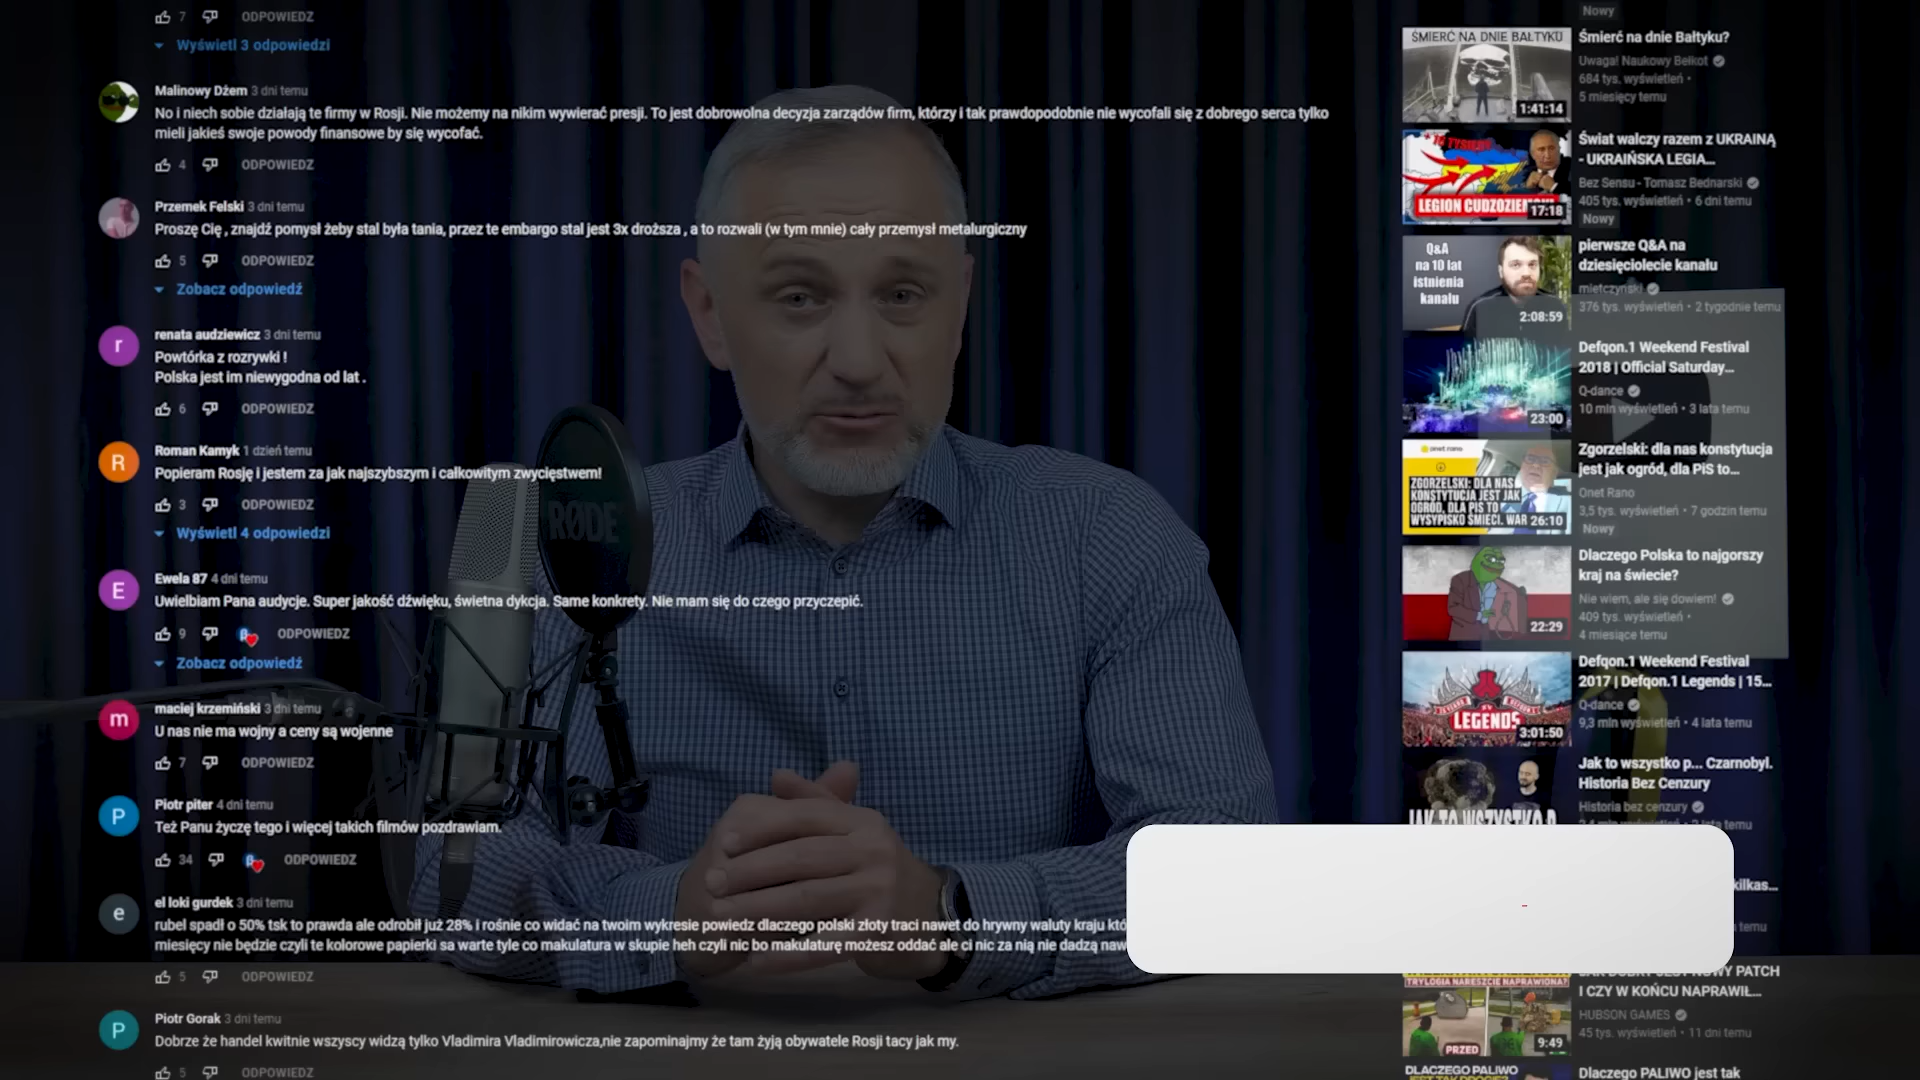 7 ODPOWIEDZ
Wyświetl 3 odpowiedzi
Malinowy Dżem 3 dni temu
No i niech sobie działają te firmy w Rosji. Nie możemy na nikim wywierać presji. To jest dobrowolna decyzja zarządów firm, którzy i tak prawdopodobnie nie wycofali się z dobrego serca tylko
mieli jakieś swoje powody finansowe by się wycofać.
4 ODPOWIEDZ
Przemek Felski 3 dni temu
Proszę Cię , znajdź pomysł żeby stal była tania, przez te embargo stal jest 3x droższa , a to rozwali (w tym mnie) cały przemysł metalurgiczny
5 ODPOWIEDZ
Zobacz odpowiedź
r
renata audziewicz 3 dni temu
Powtórka z rozrywki !
Polska jest im niewygodna od lat .
6 ODPOWIEDZ
R
Roman Kamyk 1 dzień temu
Popieram Rosję i jestem za jak najszybszym i całkowitym zwycięstwem!
3 ODPOWIEDZ
Wyświetl 4 odpowiedzi
E
Ewela 87 4 dni temu
Uwielbiam Pana audycje. Super jakość dźwięku, świetna dykcja. Same konkrety. Nie mam się do czego przyczepić.
9 ODPOWIEDZ
Zobacz odpowiedź
m
maciej krzemiński 3 dni temu
U nas nie ma wojny a ceny są wojenne
7 ODPOWIEDZ
P
Piotr piter 4 dni temu
Też Panu życzę tego i więcej takich filmów pozdrawiam.
34 ODPOWIEDZ
e
el loki gurdek 3 dni temu
rubel spadł o 50% tsk to prawda ale odrobił już 28% i rośnie co widać na twoim wykresie powiedz dlaczego polski złoty traci nawet do hrywny waluty kraju
miesięcy nie będzie czyli te kolorowe papierki sa warte tyle co makulatura w skupie heh czyli nic bo makulaturę możesz oddać ale ci nic za nią nie dadzą
5 ODPOWIEDZ
P
Piotr Gorak 3 dni temu
Dobrze że handel kwitnie wszyscy widzą tylko Vladimira Vladimirowicza,nie zapominajmy że tam żyją obywatele Rosji tacy jak my.
5 ODPOWIEDZ
RØDE
Nowy
ŚMIERĆ NA DNIE BAŁTYKU
1:41:14
Śmierć na dnie Bałtyku?
Uwaga! Naukowy Bełkot
684 tys. wyświetleń •
5 miesięcy temu
LEGION
17:18
Świat walczy razem z UKRAINĄ
- UKRAIŃSKA LEGIA...
Bez Sensu - Tomasz Bednarski
405 tys. wyświetleń • 6 dni temu
Nowy
Q&A
na 10 lat
istnienia
kanału
2:08:59
pierwsze Q&A na
dziesięciolecie kanału
mietczynski
376 tys. wyświetleń • 2 tygodnie temu
23:00
Defqon.1 Weekend Festival
2018 | Official Saturday...
Q-dance
10 mln wyświetleń • 3 lata temu
onet rano
ZGORZELSKI: DLA NAS
KONSTYTUCJA JEST JAK
OGRÓD, DLA PIS TO
WYSYPISKO ŚMIECI. WAR
26:10
Zgorzelski: dla nas konstytucja
jest jak ogród, dla PiS to...
Onet Rano
3,5 tys. wyświetleń • 7 godzin temu
Nowy
22:29
Dlaczego Polska to najgorszy
kraj na świecie?
Nie wiem, ale się dowiem!
409 tys. wyświetleń •
4 miesiące temu
LEGENDS
3:01:50
Defqon.1 Weekend Festival
2017 | Defqon.1 Legends | 15...
Q-dance
9,3 mln wyświetleń • 4 lata temu
JAK TO WSZYSTKO P
Jak to wszystko p... Czarnobyl.
Historia Bez Cenzury
Historia bez cenzury
temu
kilkas...
temu
TRYLOGIA NARESZCIE NAPRAWIONA?
PRZED
9:49
JAK DOBRY JEST NOWY PATCH
I CZY W KOŃCU NAPRAWIŁ...
HUBSON GAMES
45 tys. wyświetleń • 11 dni temu
DLACZEGO PALIWO
Dlaczego PALIWO jest tak